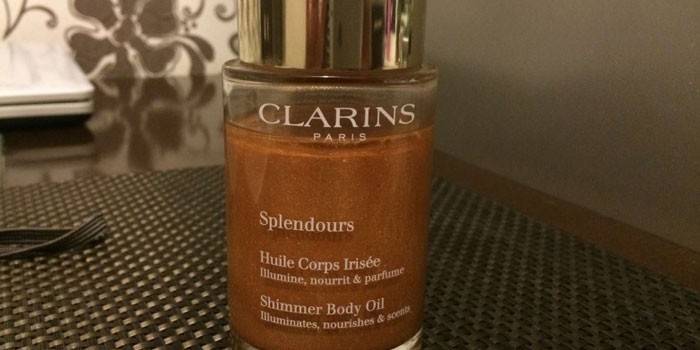 CLARINS
PARIS
Splendours
Huile Corps Irisée
Illumine, nourrit & parfume
Shimmer Body Oil
Illuminates, nourishes & scents